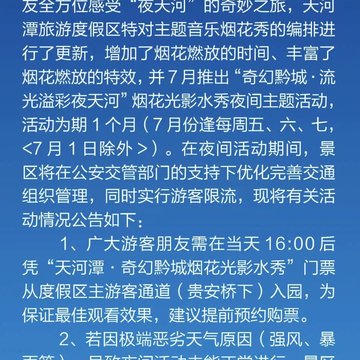 友全方位感受“夜天河”的奇妙之旅，天河
潭旅游度假区特对主题音乐烟花秀的编排进
行了更新，增加了烟花燃放的时间、丰富了
烟花燃放的特效，并７月推出“奇幻黔城·流
光溢彩夜天河”烟花光影水秀夜间主题活动，
活动为期１个月（７月份逢每周五、六、七，
<７月１日除外>）。在夜间活动期间，景
区将在公安交管部门的支持下优化完善交通
组织管理，同时实行游客限流，现将有关活
动情况公告如下：
1、广大游客朋友需在当天 16:00 后
凭“天河潭·奇幻黔城烟花光影水秀”门票
从度假区主游客通道（贵安桥下）入园，为
保证最佳观看效果，建议提前预约购票。
2、若因极端恶劣天气原因（强风、暴